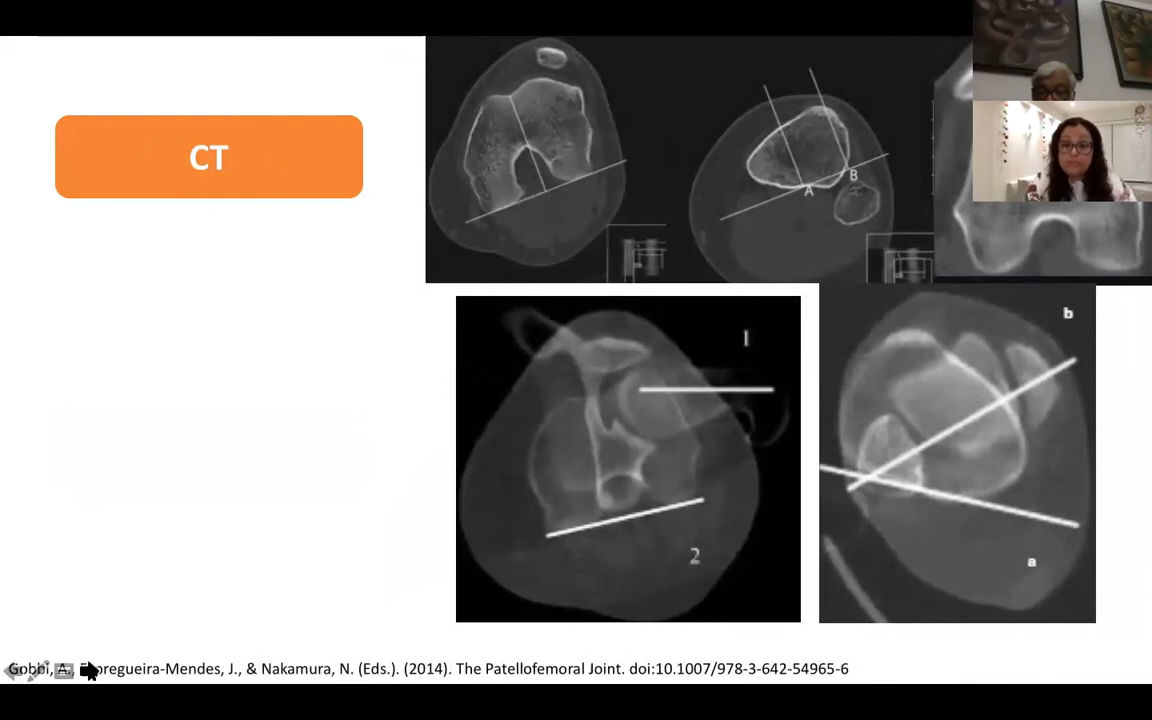 CT
A
B
1
b
2
a
Gobbi, A., Espregueira-Mendes, J., & Nakamura, N. (Eds.). (2014). The Patellofemoral Joint. doi:10.1007/978-3-642-54965-6